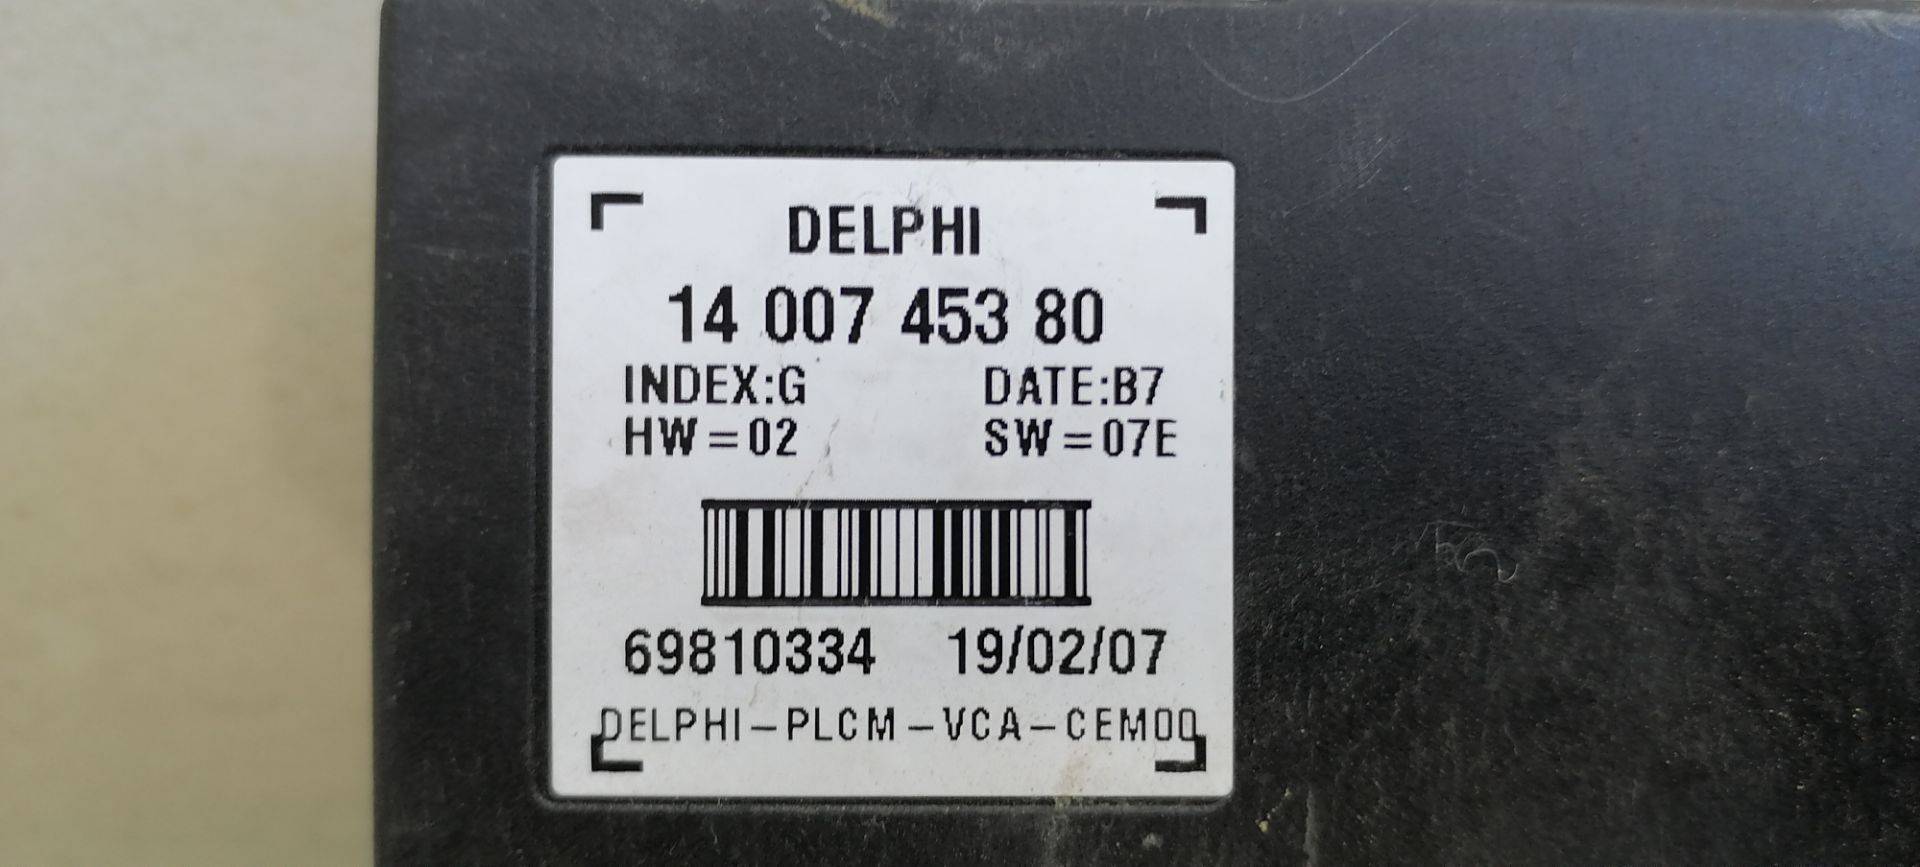 DELPHI
14 007 453 80
INDEX:G DATE:B7
HW=02 SW=07E
69810334 19/02/07
DELPHI-PLCM-VCA-CEM00